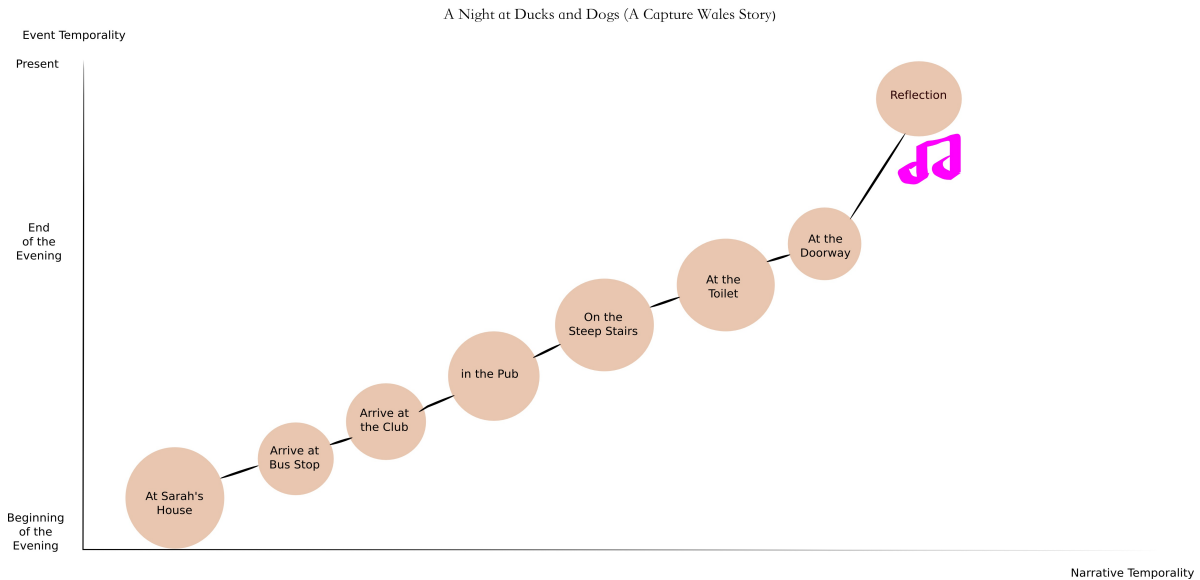 A Night at Ducks and Dogs (A Capture Wales Story)
Event Temporality
Present
Reflection
End
of the
Evening
At the
Doorway
At the
Toilet
On the
Steep Stairs
in the Pub
Arrive at
the Club
Arrive at
Bus Stop
At Sarah's
House
Beginning
of the
Evening
Narrative Temporality